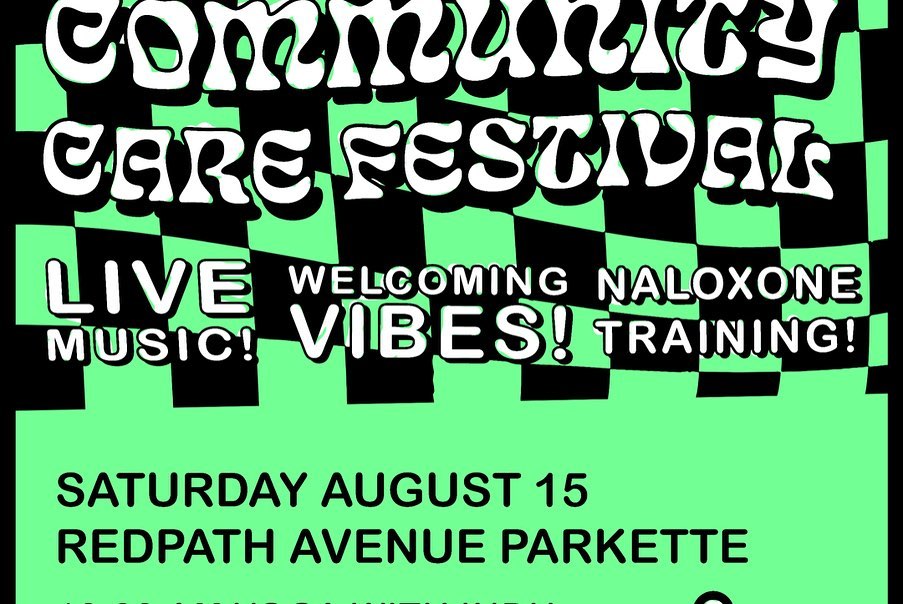 COMMUNITY
CARE FESTIVAL
LIVE
MUSIC!
WELCOMING
VIBES!
NALOXONE
TRAINING!
SATURDAY AUGUST 15
REDPATH AVENUE PARKETTE